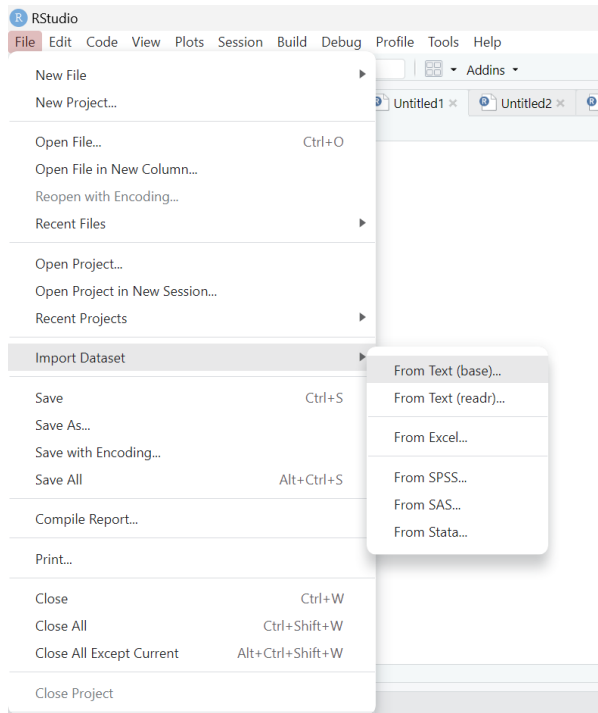 R RStudio
File Edit Code View Plots Session Build Debug Profile Tools Help
Addins
New File
R Untitled1 × R Untitled2 × R
New Project...
Open File... Ctrl+O
Open File in New Column...
Reopen with Encoding...
Recent Files
Open Project...
Open Project in New Session...
Recent Projects
Import Dataset
From Text (base)...
From Text (readr)...
From Excel...
From SPSS...
From SAS...
From Stata...
Save Ctrl+S
Save As...
Save with Encoding...
Save All Alt+Ctrl+S
Compile Report...
Print...
Close Ctrl+W
Close All Ctrl+Shift+W
Close All Except Current Alt+Ctrl+Shift+W
Close Project